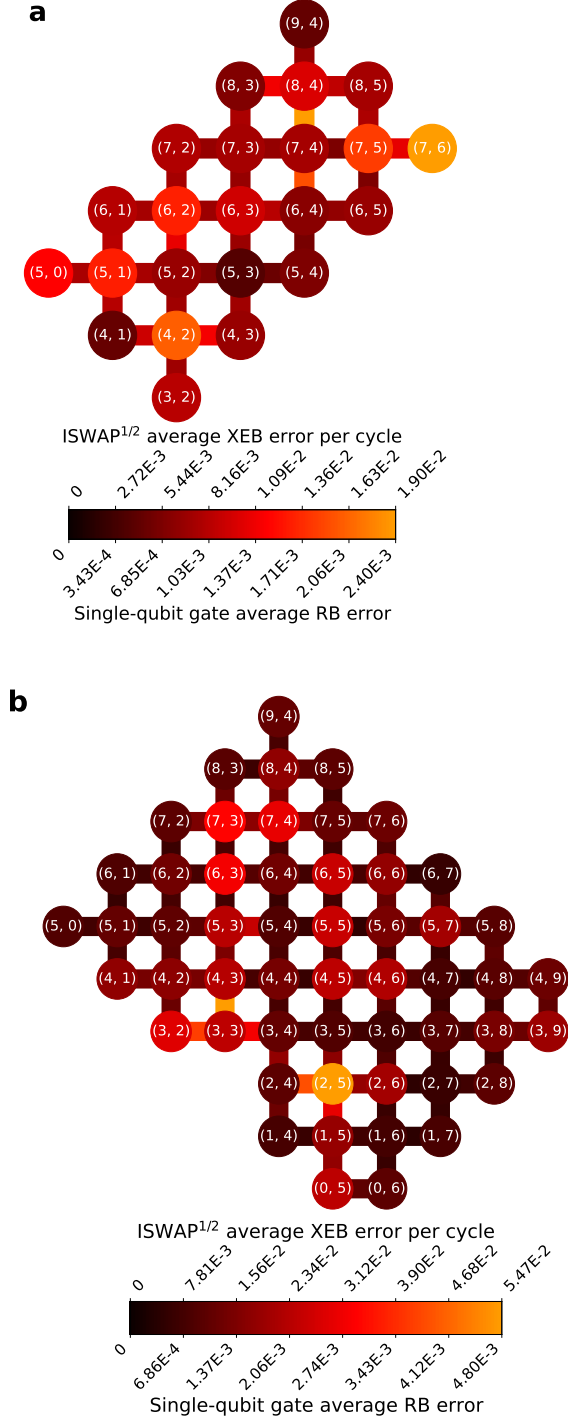 a
(9, 4)
(8, 3) (8, 4) (8, 5)
(7, 2) (7, 3) (7, 4) (7, 5) (7, 6)
(6, 1) (6, 2) (6, 3) (6, 4) (6, 5)
(5, 0) (5, 1) (5, 2) (5, 3) (5, 4)
(4, 1) (4, 2) (4, 3)
(3, 2)
ISWAP1/2 average XEB error per cycle
0 2.72E-3 5.44E-3 8.16E-3 1.09E-2 1.36E-2 1.63E-2 1.90E-2
0 3.43E-4 6.85E-4 1.03E-3 1.37E-3 1.71E-3 2.06E-3 2.40E-3
Single-qubit gate average RB error
b
(9, 4)
(8, 3) (8, 4) (8, 5)
(7, 2) (7, 3) (7, 4) (7, 5) (7, 6)
(6, 1) (6, 2) (6, 3) (6, 4) (6, 5) (6, 6) (6, 7)
(5, 0) (5, 1) (5, 2) (5, 3) (5, 4) (5, 5) (5, 6) (5, 7) (5, 8)
(4, 1) (4, 2) (4, 3) (4, 4) (4, 5) (4, 6) (4, 7) (4, 8) (4, 9)
(3, 2) (3, 3) (3, 4) (3, 5) (3, 6) (3, 7) (3, 8) (3, 9)
(2, 4) (2, 5) (2, 6) (2, 7) (2, 8)
(1, 4) (1, 5) (1, 6) (1, 7)
(0, 5) (0, 6)
ISWAP1/2 average XEB error per cycle
0 7.81E-3 1.56E-2 2.34E-2 3.12E-2 3.90E-2 4.68E-2 5.47E-2
0 6.86E-4 1.37E-3 2.06E-3 2.74E-3 3.43E-3 4.12E-3 4.80E-3
Single-qubit gate average RB error